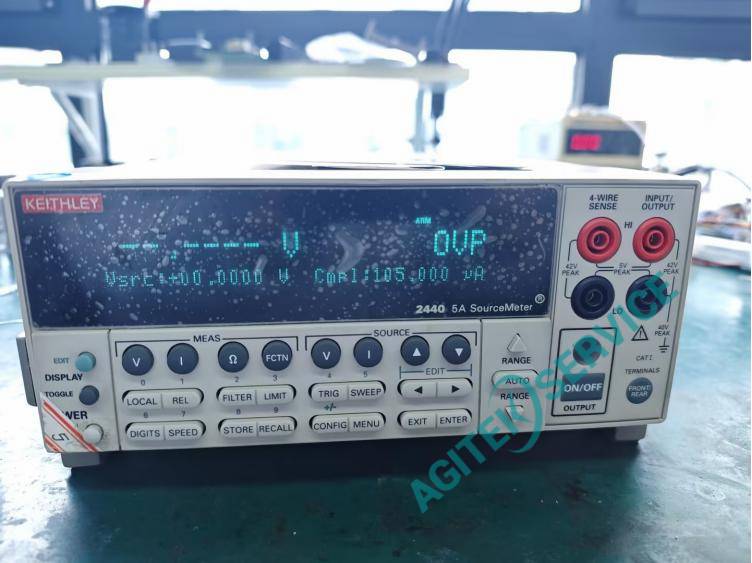 KEITHLEY
ARM
--.---- V OVP
Vsrc:+00.0000 V Cmpl:105.000 µA
2440 5A SourceMeter ®
4-WIRE SENSE
INPUT/ OUTPUT
HI
42V PEAK
5V PEAK
42V PEAK
LO
40V PEAK
CAT I
TERMINALS
FRONT/ REAR
ON/OFF
OUTPUT
MEAS
SOURCE
EDIT
DISPLAY
TOGGLE
V I Ω FCTN V I ▲ ▼
EDIT
RANGE
AUTO
RANGE
0 1 2 3 4 5
LOCAL REL FILTER LIMIT TRIG SWEEP ◀ ▶
6 7 8 9 +/-
DIGITS SPEED STORE RECALL CONFIG MENU EXIT ENTER
AGITEK SERVICE